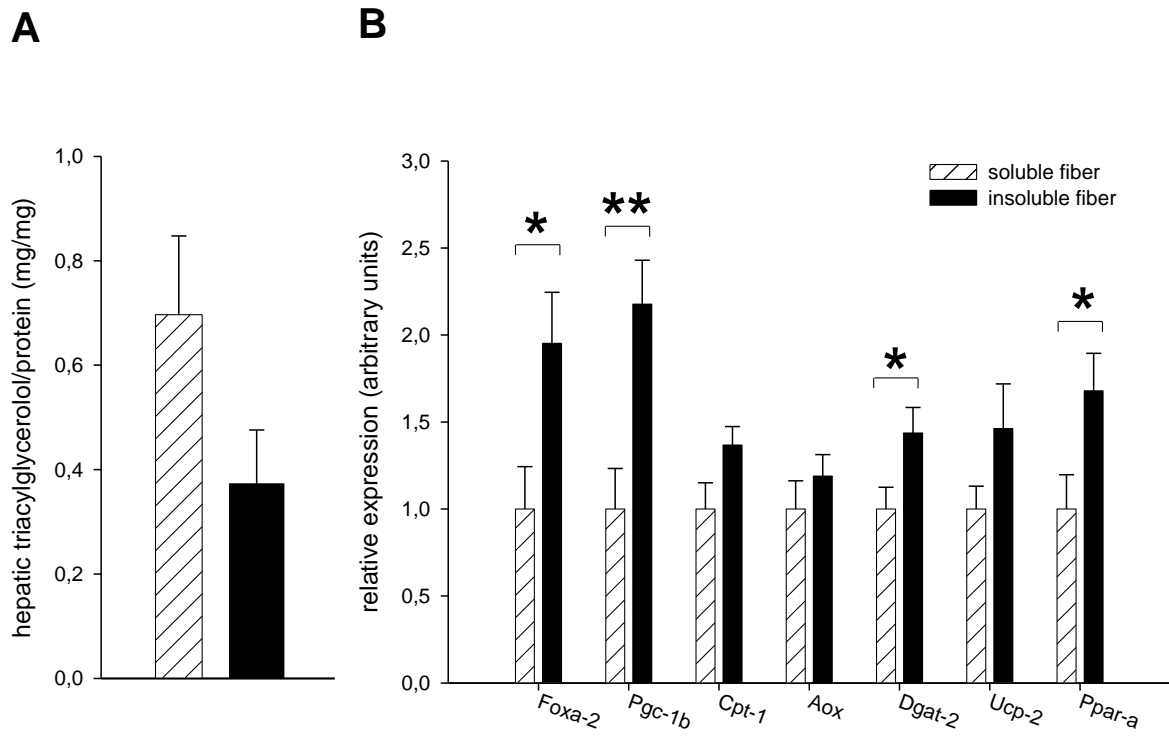 A
B
hepatic triacylglycerolol/protein (mg/mg)
1,0
0,8
0,6
0,4
0,2
0,0
relative expression (arbitrary units)
3,0
2,5
2,0
1,5
1,0
0,5
0,0
soluble fiber
insoluble fiber
*
**
*
*
Foxa-2
Pgc-1b
Cpt-1
Aox
Dgat-2
Ucp-2
Ppar-a